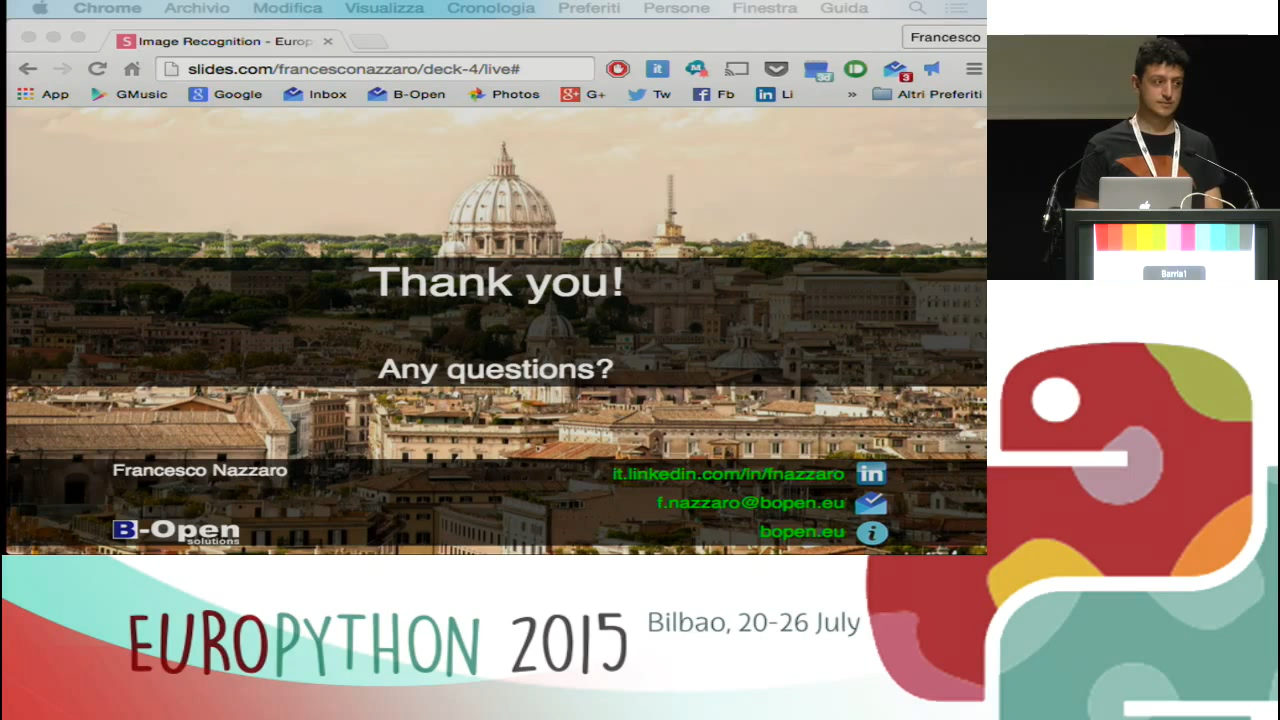 Chrome Archivio Modifica Visualizza Cronologia Preferiti Persone Finestra Guida
S Image Recognition - Europ
Francesco
slides.com/francesconazzaro/deck-4/live#
App GMusic Google Inbox B-Open Photos G+ Tw Fb Li » Altri Preferiti
Thank you!
Any questions?
Francesco Nazzaro
it.linkedin.com/in/fnazzaro
f.nazzaro@bopen.eu
bopen.eu
B-Open
solutions
Barria1
EUROPYTHON 2015
Bilbao, 20-26 July